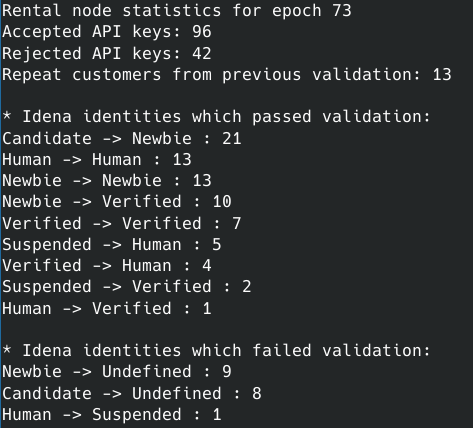 Rental node statistics for epoch 73
Accepted API keys: 96
Rejected API keys: 42
Repeat customers from previous validation: 13
* Idena identities which passed validation:
Candidate -> Newbie : 21
Human -> Human : 13
Newbie -> Newbie : 13
Newbie -> Verified : 10
Verified -> Verified : 7
Suspended -> Human : 5
Verified -> Human : 4
Suspended -> Verified : 2
Human -> Verified : 1
* Idena identities which failed validation:
Newbie -> Undefined : 9
Candidate -> Undefined : 8
Human -> Suspended : 1